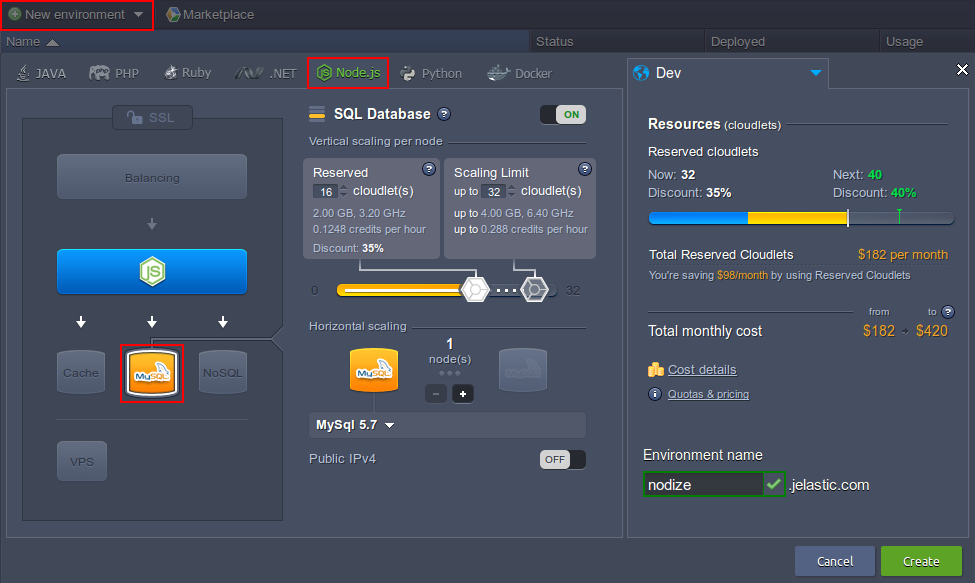 New environment
Marketplace
Name
Status
Deployed
Usage
JAVA
PHP
Ruby
.NET
Node.js
Python
Docker
Dev
SSL
Balancing
JS
Cache
MySQL
NoSQL
VPS
SQL Database ?
ON
Vertical scaling per node
Reserved ?
16 cloudlet(s)
2.00 GB, 3.20 GHz
0.1248 credits per hour
Discount: 35%
Scaling Limit ?
up to 32 cloudlet(s)
up to 4.00 GB, 6.40 GHz
up to 0.288 credits per hour
0
32
Horizontal scaling
MySQL
1
node(s)
MySQL
− +
MySql 5.7
Public IPv4
OFF
Resources (cloudlets)
Reserved cloudlets
Now: 32
Next: 40
Discount: 35%
Discount: 40%
Total Reserved Cloudlets
$182 per month
You're saving $98/month by using Reserved Cloudlets
from to ?
Total monthly cost
$182 $420
Cost details
i Quotas & pricing
Environment name
nodize .jelastic.com
Cancel
Create